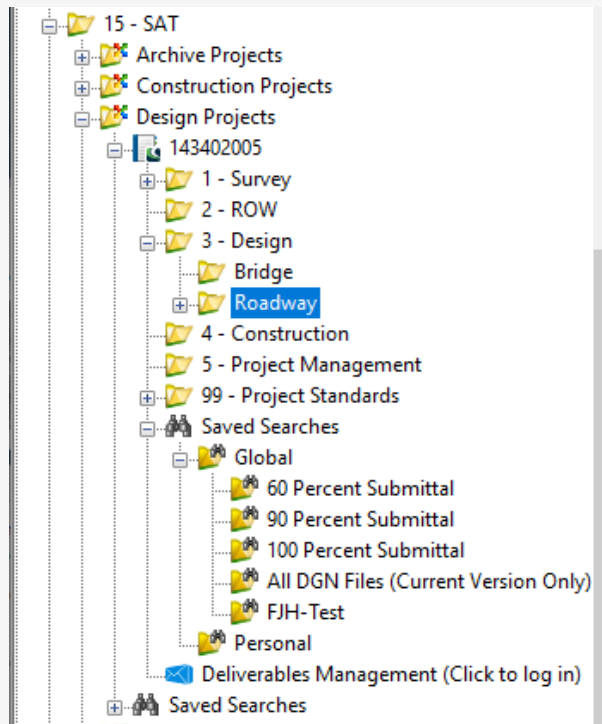 15 - SAT
Archive Projects
Construction Projects
Design Projects
143402005
1 - Survey
2 - ROW
3 - Design
Bridge
Roadway
4 - Construction
5 - Project Management
99 - Project Standards
Saved Searches
Global
60 Percent Submittal
90 Percent Submittal
100 Percent Submittal
All DGN Files (Current Version Only)
FJH-Test
Personal
Deliverables Management (Click to log in)
Saved Searches